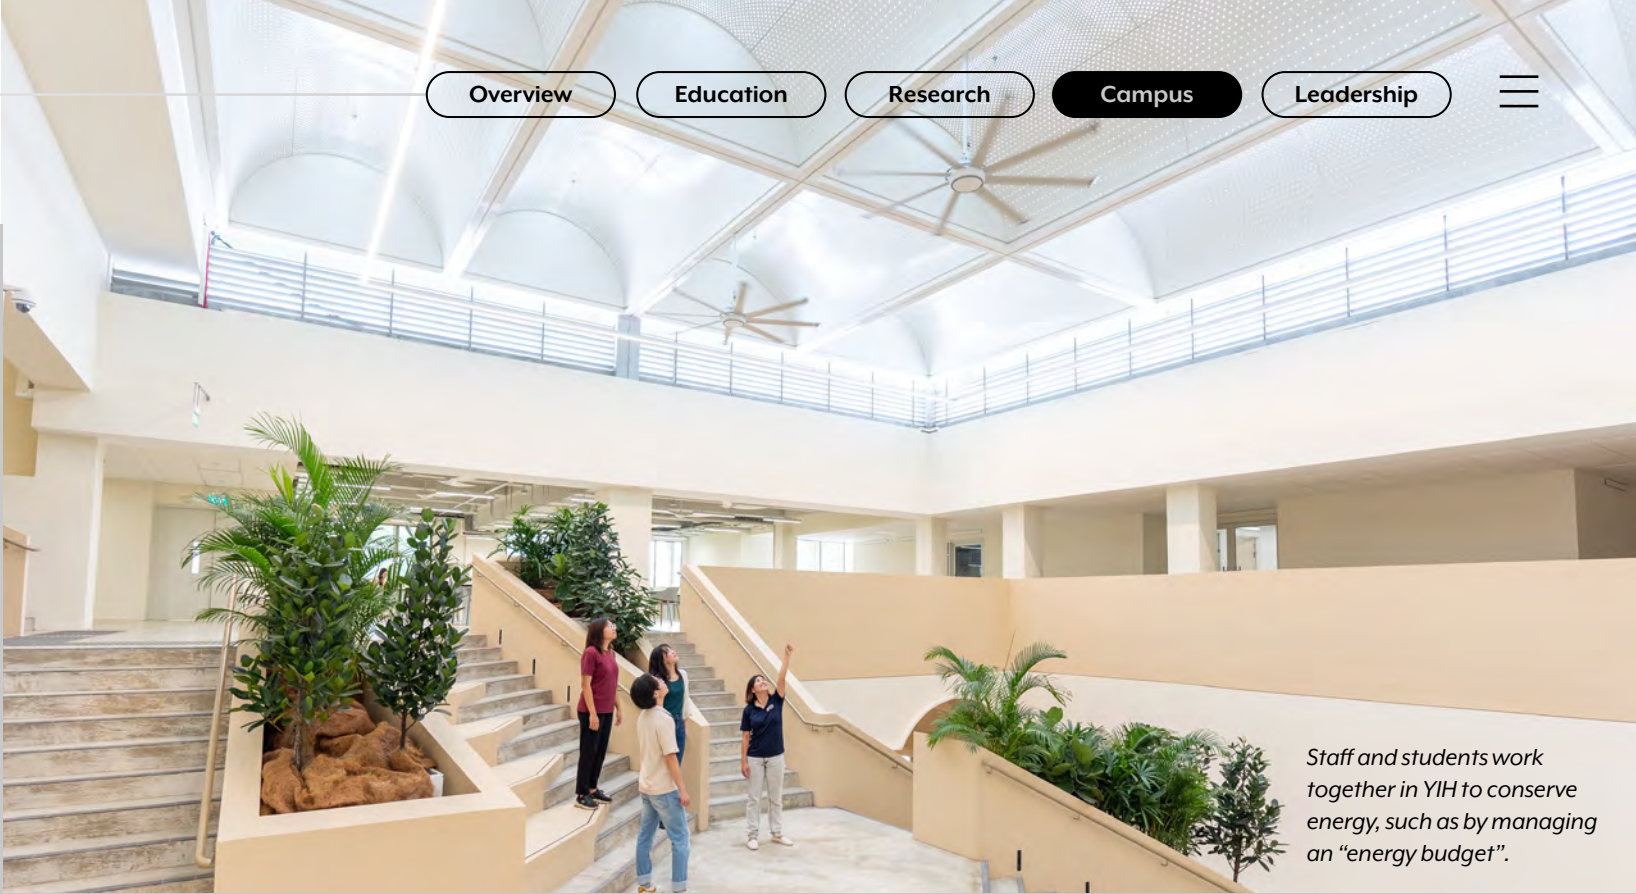 Overview
Education
Research
Campus
Leadership
Staff and students work
together in YIH to conserve
energy, such as by managing
an “energy budget”.